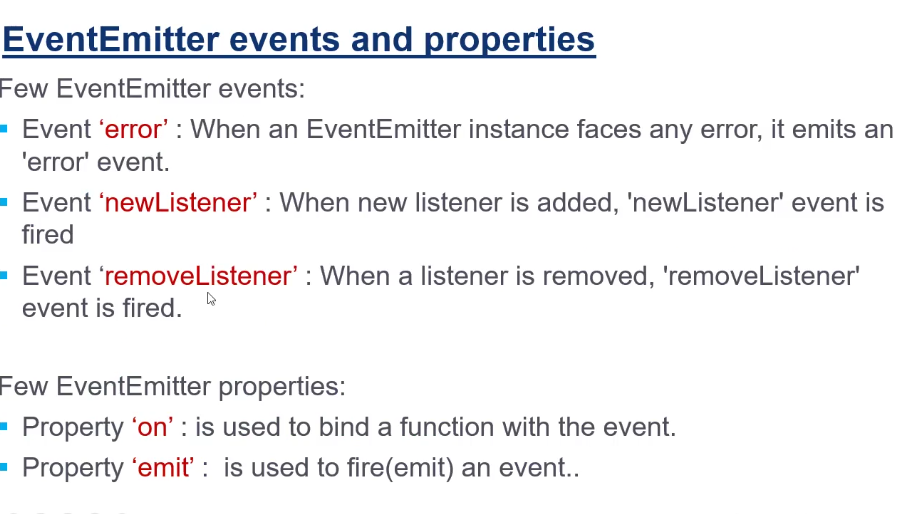 EventEmitter events and properties
Few EventEmitter events:
Event ‘error’ : When an EventEmitter instance faces any error, it emits an
'error' event.
Event ‘newListener’ : When new listener is added, 'newListener' event is
fired
Event ‘removeListener’ : When a listener is removed, 'removeListener'
event is fired.
Few EventEmitter properties:
Property ‘on’ : is used to bind a function with the event.
Property ‘emit’ :  is used to fire(emit) an event..